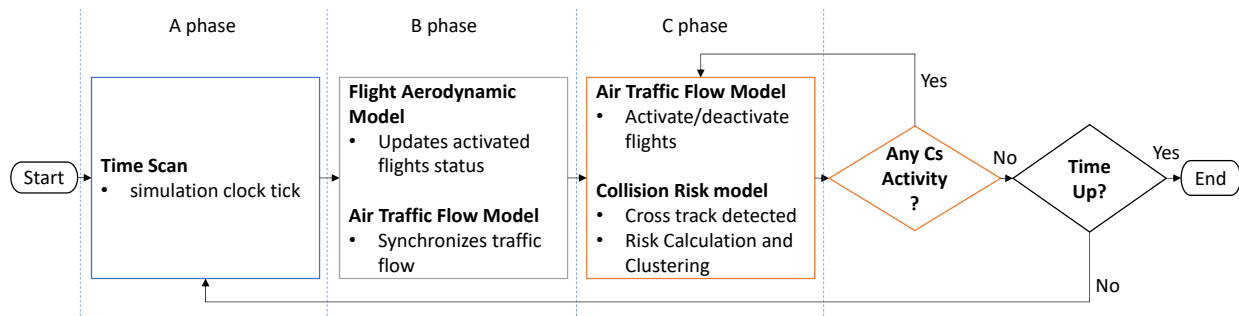 A phase
B phase
C phase
Start
Time Scan
• simulation clock tick
Flight Aerodynamic
Model
• Updates activated
flights status
Air Traffic Flow Model
• Synchronizes traffic
flow
Air Traffic Flow Model
• Activate/deactivate
flights
Collision Risk model
• Cross track detected
• Risk Calculation and
Clustering
Yes
Any Cs
Activity
?
No
Time
Up?
Yes
End
No